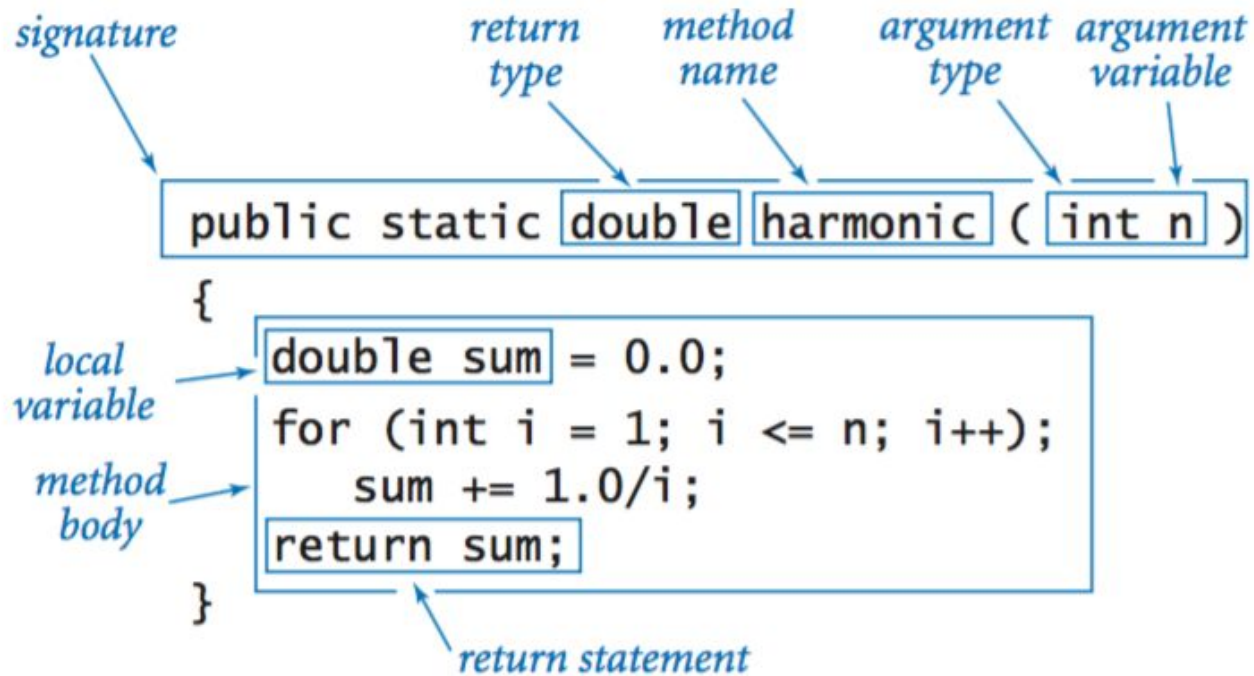 signature
return
type
method
name
argument
type
argument
variable
public static double harmonic ( int n )
{
local
variable
double sum = 0.0;
for (int i = 1; i <= n; i++);
method
body
sum += 1.0/i;
return sum;
}
return statement